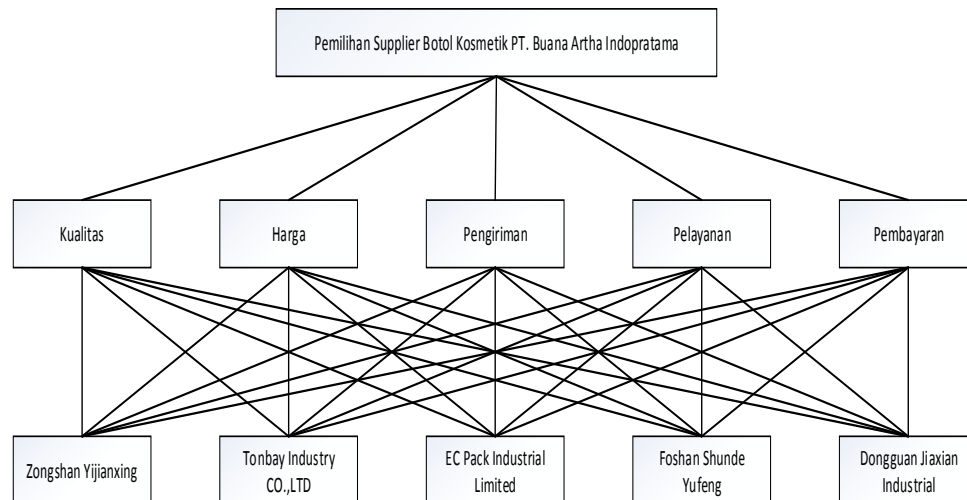 Pemilihan Supplier Botol Kosmetik PT. Buana Artha Indopratama
Kualitas
Harga
Pengiriman
Pelayanan
Pembayaran
Zongshan Yijianxing
Tonbay Industry
CO.,LTD
EC Pack Industrial
Limited
Foshan Shunde
Yufeng
Dongguan Jiaxian
Industrial